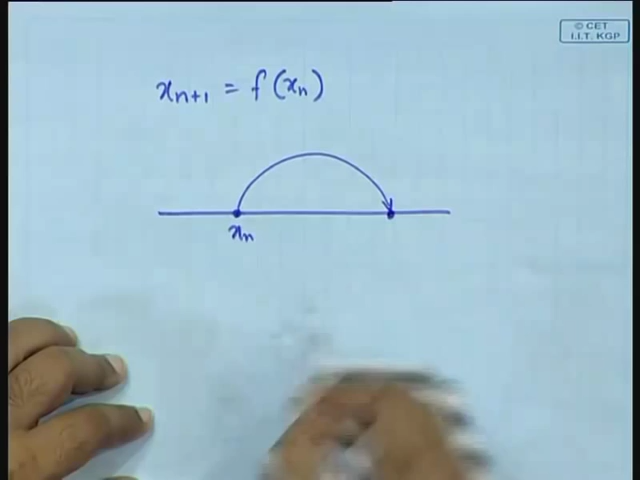 © CET
I.I.T. KGP
xₙ₊₁ = f(xₙ)
xₙ